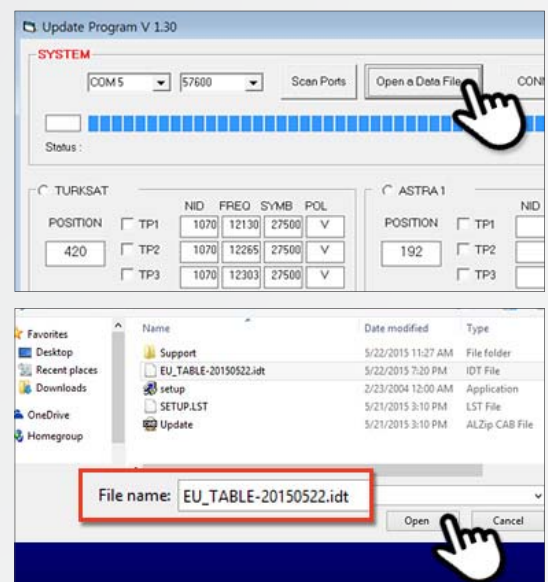 Update Program V 1.30
SYSTEM
COM 5 57600 Scan Ports Open a Data File CONN
Status :
TURKSAT ASTRA1
NID FREQ SYMB POL NID
POSITION TP1 1070 12130 27500 V POSITION TP1
420 TP2 1070 12265 27500 V 192 TP2
TP3 1070 12303 27500 V TP3
Favorites Name Date modified Type
Desktop Support 5/22/2015 11:27 AM File folder
Recent places EU_TABLE-20150522.idt 5/22/2015 7:20 PM IDT File
Downloads setup 2/23/2004 12:00 AM Application
SETUP.LST 5/21/2015 3:10 PM LST File
OneDrive Update 5/21/2015 3:10 PM ALZip CAB File
Homegroup
File name: EU_TABLE-20150522.idt
Open Cancel